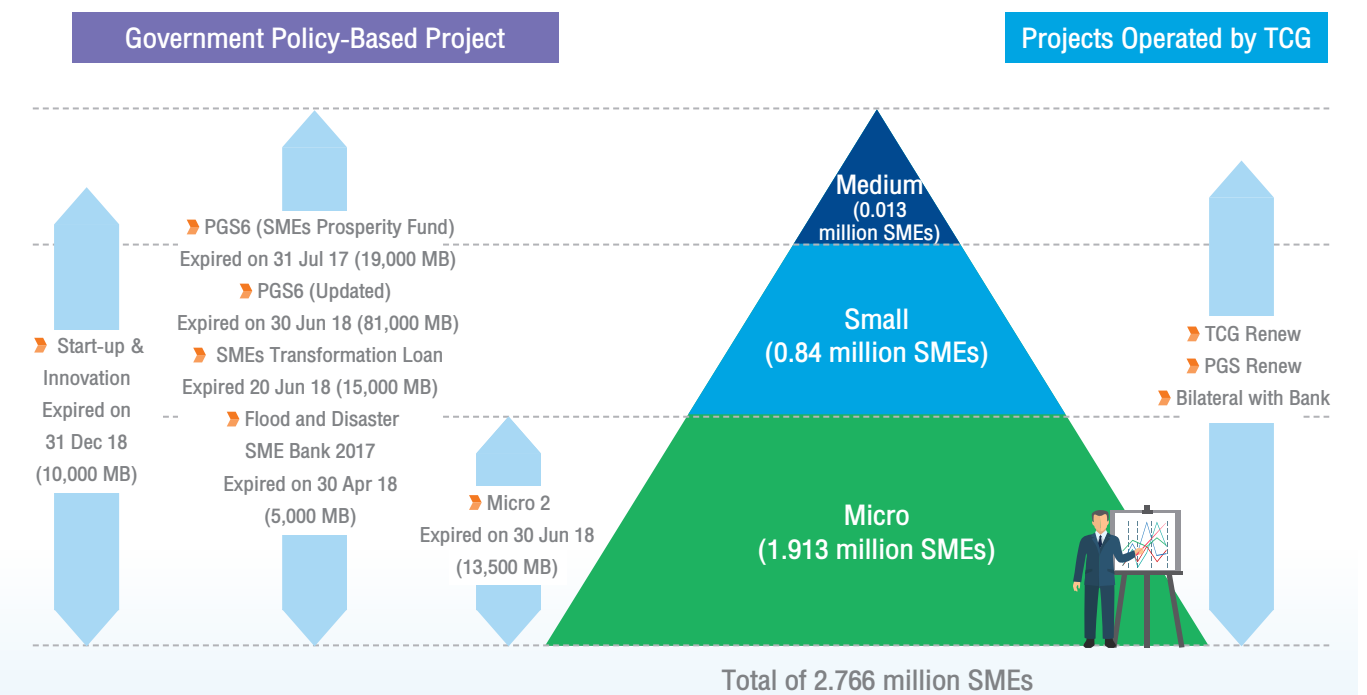 Government Policy-Based Project
Projects Operated by TCG
Start-up &
Innovation
Expired on
31 Dec 18
(10,000 MB)
PGS6 (SMEs Prosperity Fund)
Expired on 31 Jul 17 (19,000 MB)
PGS6 (Updated)
Expired on 30 Jun 18 (81,000 MB)
SMEs Transformation Loan
Expired 20 Jun 18 (15,000 MB)
Flood and Disaster
SME Bank 2017
Expired on 30 Apr 18
(5,000 MB)
Micro 2
Expired on 30 Jun 18
(13,500 MB)
Medium
(0.013
million SMEs)
Small
(0.84 million SMEs)
Micro
(1.913 million SMEs)
TCG Renew
PGS Renew
Bilateral with Bank
Total of 2.766 million SMEs